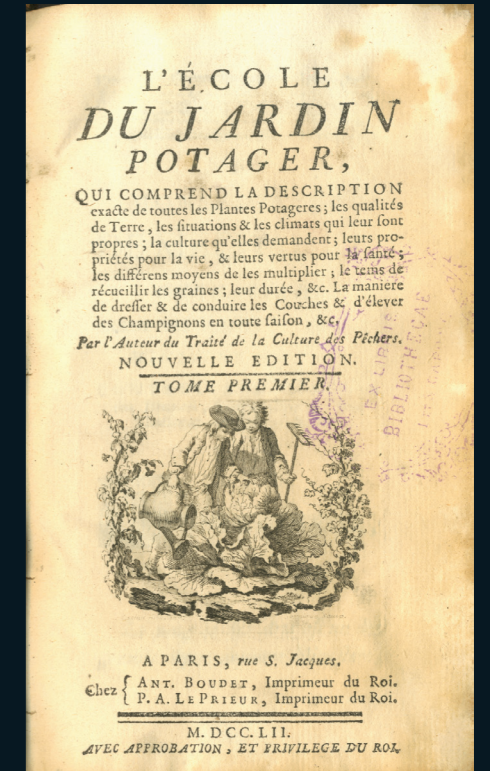 L'ÉCOLE
DU JARDIN
POTAGER,
QUI COMPREND LA DESCRIPTION
exacte de toutes les Plantes Potageres ; les qualités
de Terre, les situations & les climats qui leur sont
propres ; la culture qu'elles demandent ; leurs pro-
priétés pour la vie, & leurs vertus pour la santé ;
les différens moyens de les multiplier ; le tems de
récueillir les graines ; leur durée, &c. La maniere
de dresser & de conduire les Couches & d'élever
des Champignons en toute saison, &c.
Par l'Auteur du Traité de la Culture des Pêchers.
NOUVELLE EDITION.
TOME PREMIER.
EX LIBRIS
BIBLIOTHECAE
A PARIS, rue S. Jacques.
Chez { ANT. BOUDET, Imprimeur du Roi.
P. A. LE PRIEUR, Imprimeur du Roi.
M. DCC. LII.
AVEC APPROBATION, ET PRIVILEGE DU ROI.